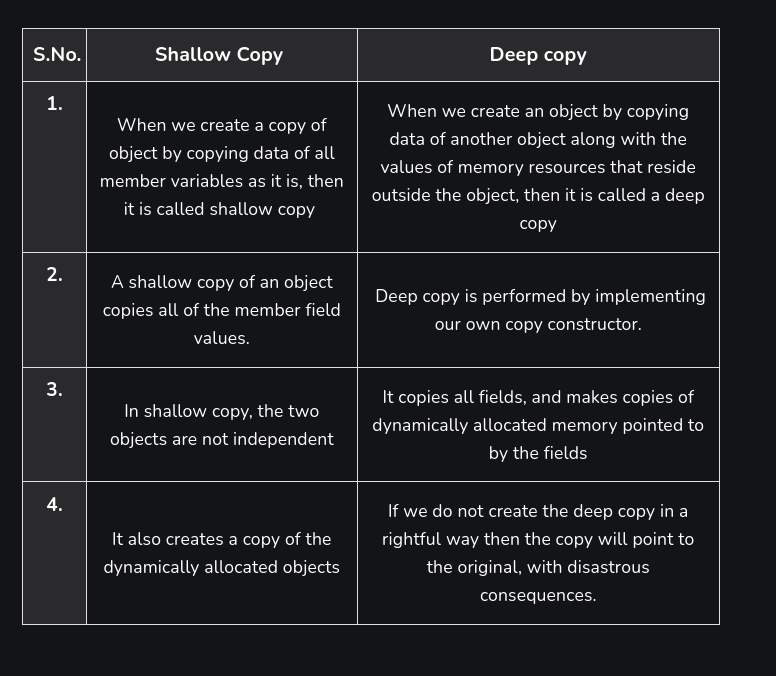 S.No. Shallow Copy Deep copy
1.
When we create a copy of
object by copying data of all
member variables as it is, then
it is called shallow copy
When we create an object by copying
data of another object along with the
values of memory resources that reside
outside the object, then it is called a deep
copy
2.
A shallow copy of an object
copies all of the member field
values.
Deep copy is performed by implementing
our own copy constructor.
3.
In shallow copy, the two
objects are not independent
It copies all fields, and makes copies of
dynamically allocated memory pointed to
by the fields
4.
It also creates a copy of the
dynamically allocated objects
If we do not create the deep copy in a
rightful way then the copy will point to
the original, with disastrous
consequences.